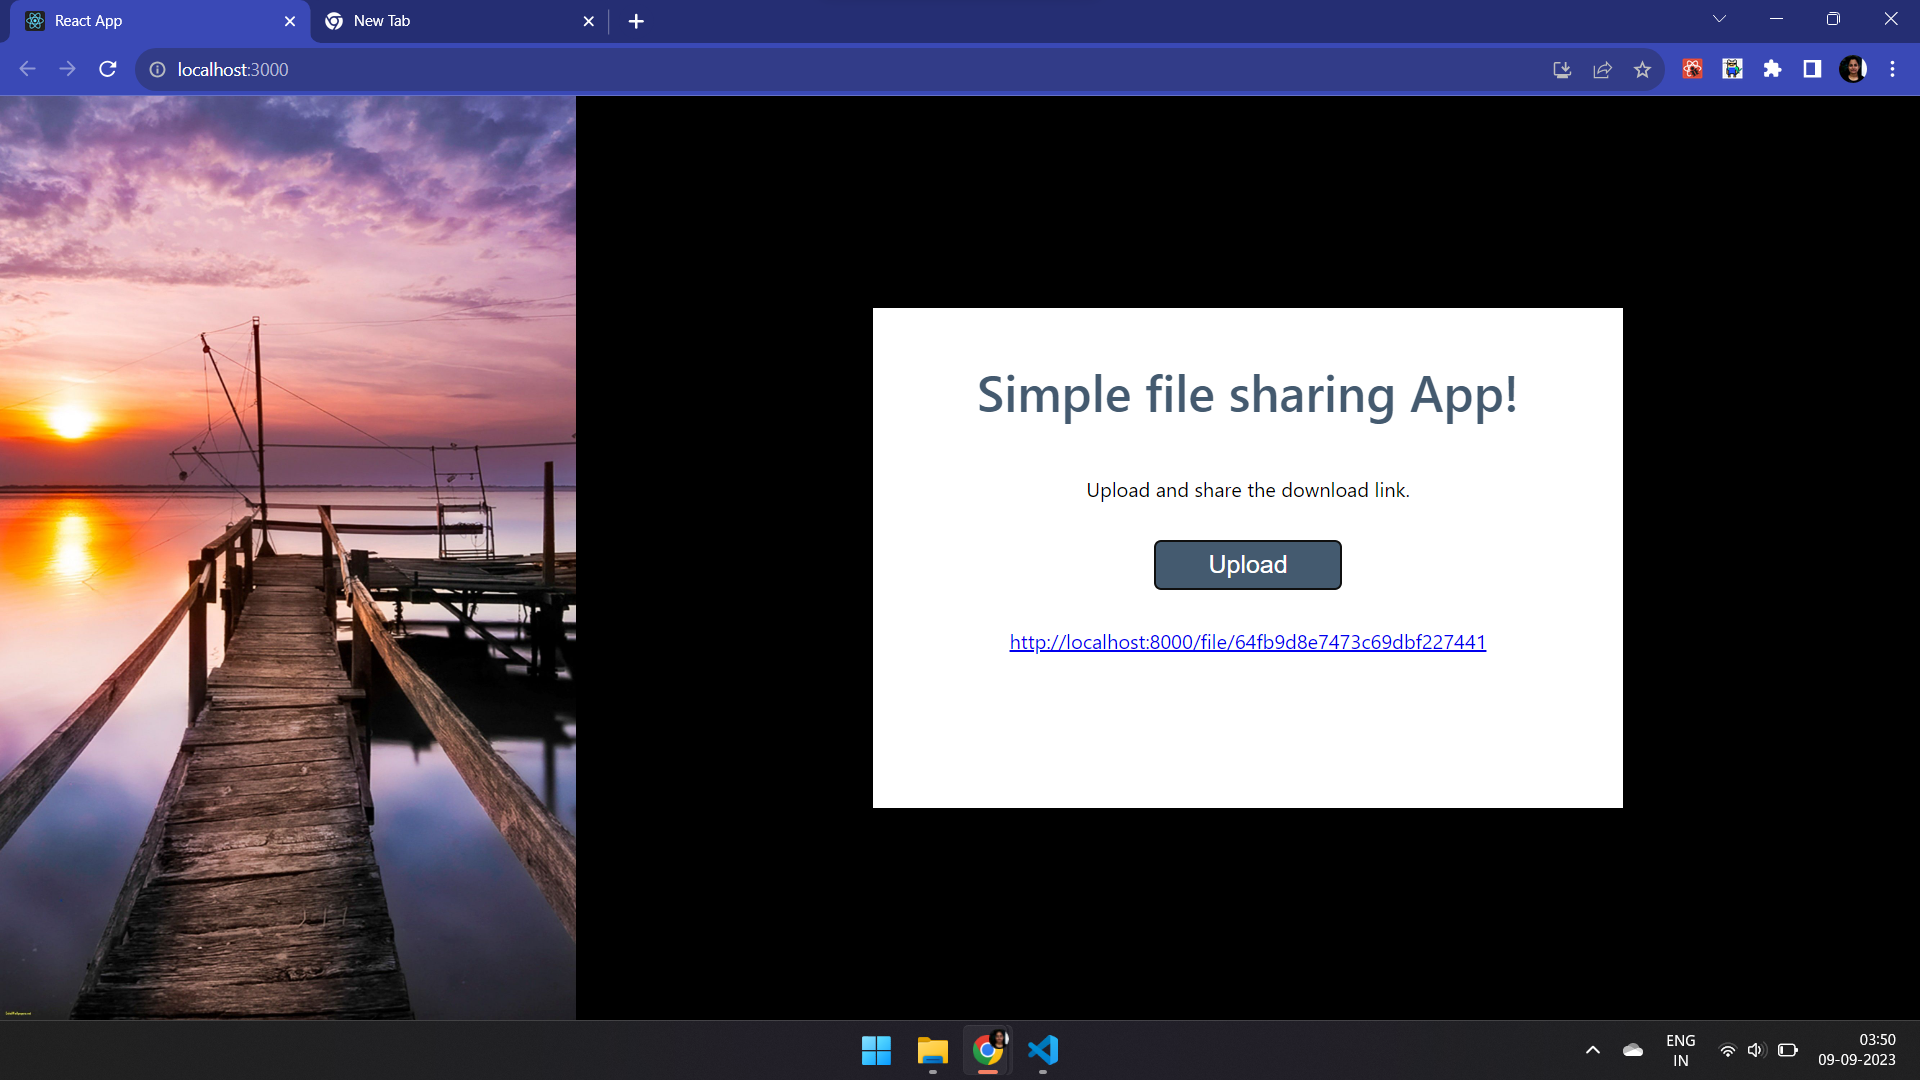 React App
New Tab
localhost:3000
Simple file sharing App!
Upload and share the download link.
Upload
http://localhost:8000/file/64fb9d8e7473c69dbf227441
ENG
IN
03:50
09-09-2023